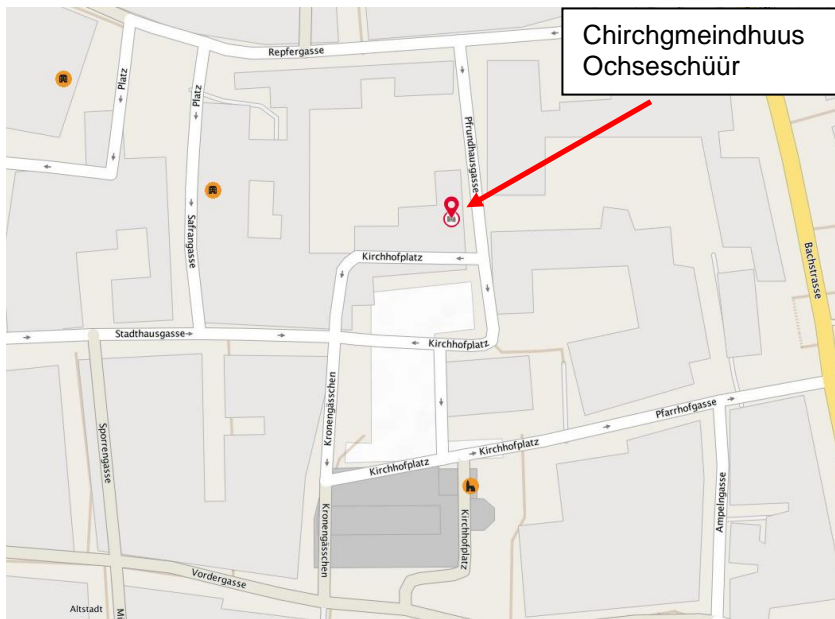 Chirchgmeindhuus
Ochseschüür
Repfergasse
Platz
Platz
Pfrundhausgasse
Safrangasse
Bachstrasse
Kirchhofplatz
Stadthausgasse
Kirchhofplatz
Kronengässchen
Sporrengasse
Pfarrhofgasse
Kirchhofplatz
Kirchhofplatz
Ampelngasse
Kronengässchen
Kirchhofplatz
Vordergasse
Altstadt